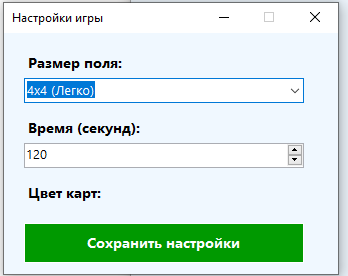 Настройки игры
Размер поля:
4x4 (Легко)
Время (секунд):
120
Цвет карт:
Сохранить настройки